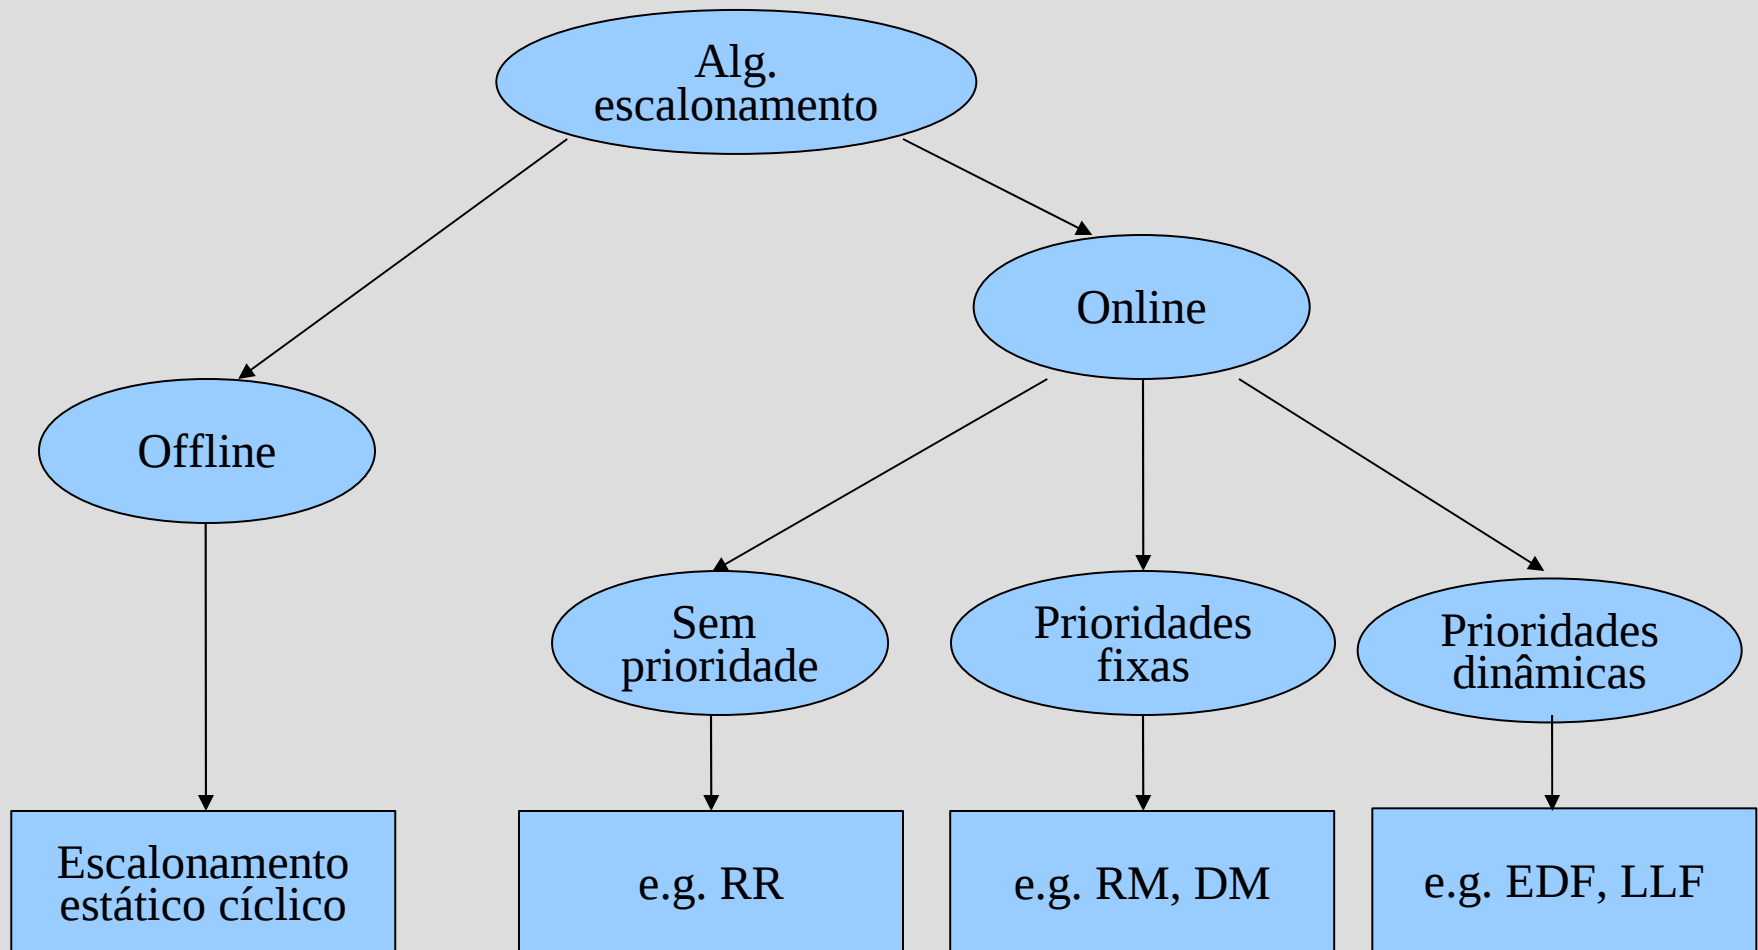 Alg.
escalonamento
Online
Offline
Sem
prioridade
Prioridades
fixas
Prioridades
dinâmicas
Escalonamento
estático cíclico
e.g. RR
e.g. RM, DM
e.g. EDF, LLF